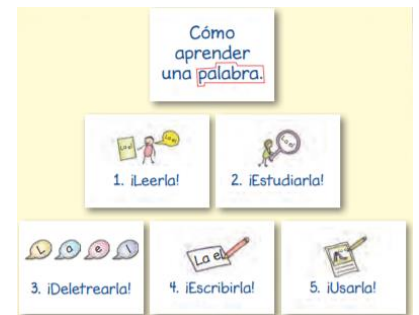 Cómo
aprender
una palabra.
1. ¡Leerla!
2. ¡Estudiarla!
L a e l
3. ¡Deletrearla!
La el
4. ¡Escribirla!
5. ¡Usarla!